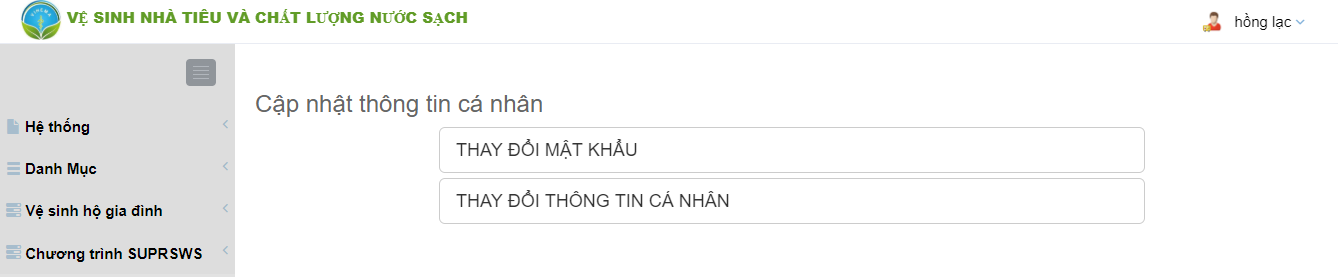 VỆ SINH NHÀ TIÊU VÀ CHẤT LƯỢNG NƯỚC SẠCH
hồng lạc
Cập nhật thông tin cá nhân
Hệ thống
THAY ĐỔI MẬT KHẨU
Danh Mục
THAY ĐỔI THÔNG TIN CÁ NHÂN
Vệ sinh hộ gia đình
Chương trình SUPRSWS